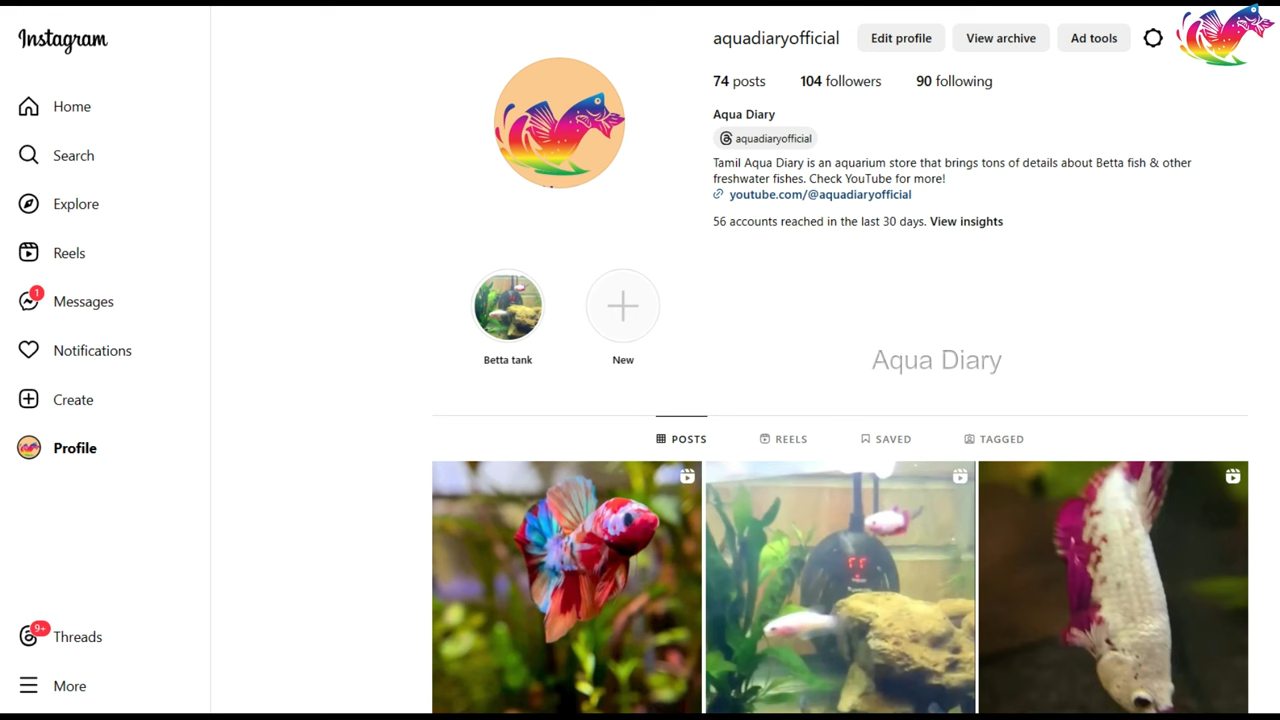 Instagram
Home
Search
Explore
Reels
1
Messages
Notifications
Create
Profile
9+
Threads
More
aquadiaryofficial
Edit profile
View archive
Ad tools
74 posts
104 followers
90 following
Aqua Diary
aquadiaryofficial
Tamil Aqua Diary is an aquarium store that brings tons of details about Betta fish & other
freshwater fishes. Check YouTube for more!
youtube.com/@aquadiaryofficial
56 accounts reached in the last 30 days. View insights
Betta tank
New
Aqua Diary
POSTS
REELS
SAVED
TAGGED